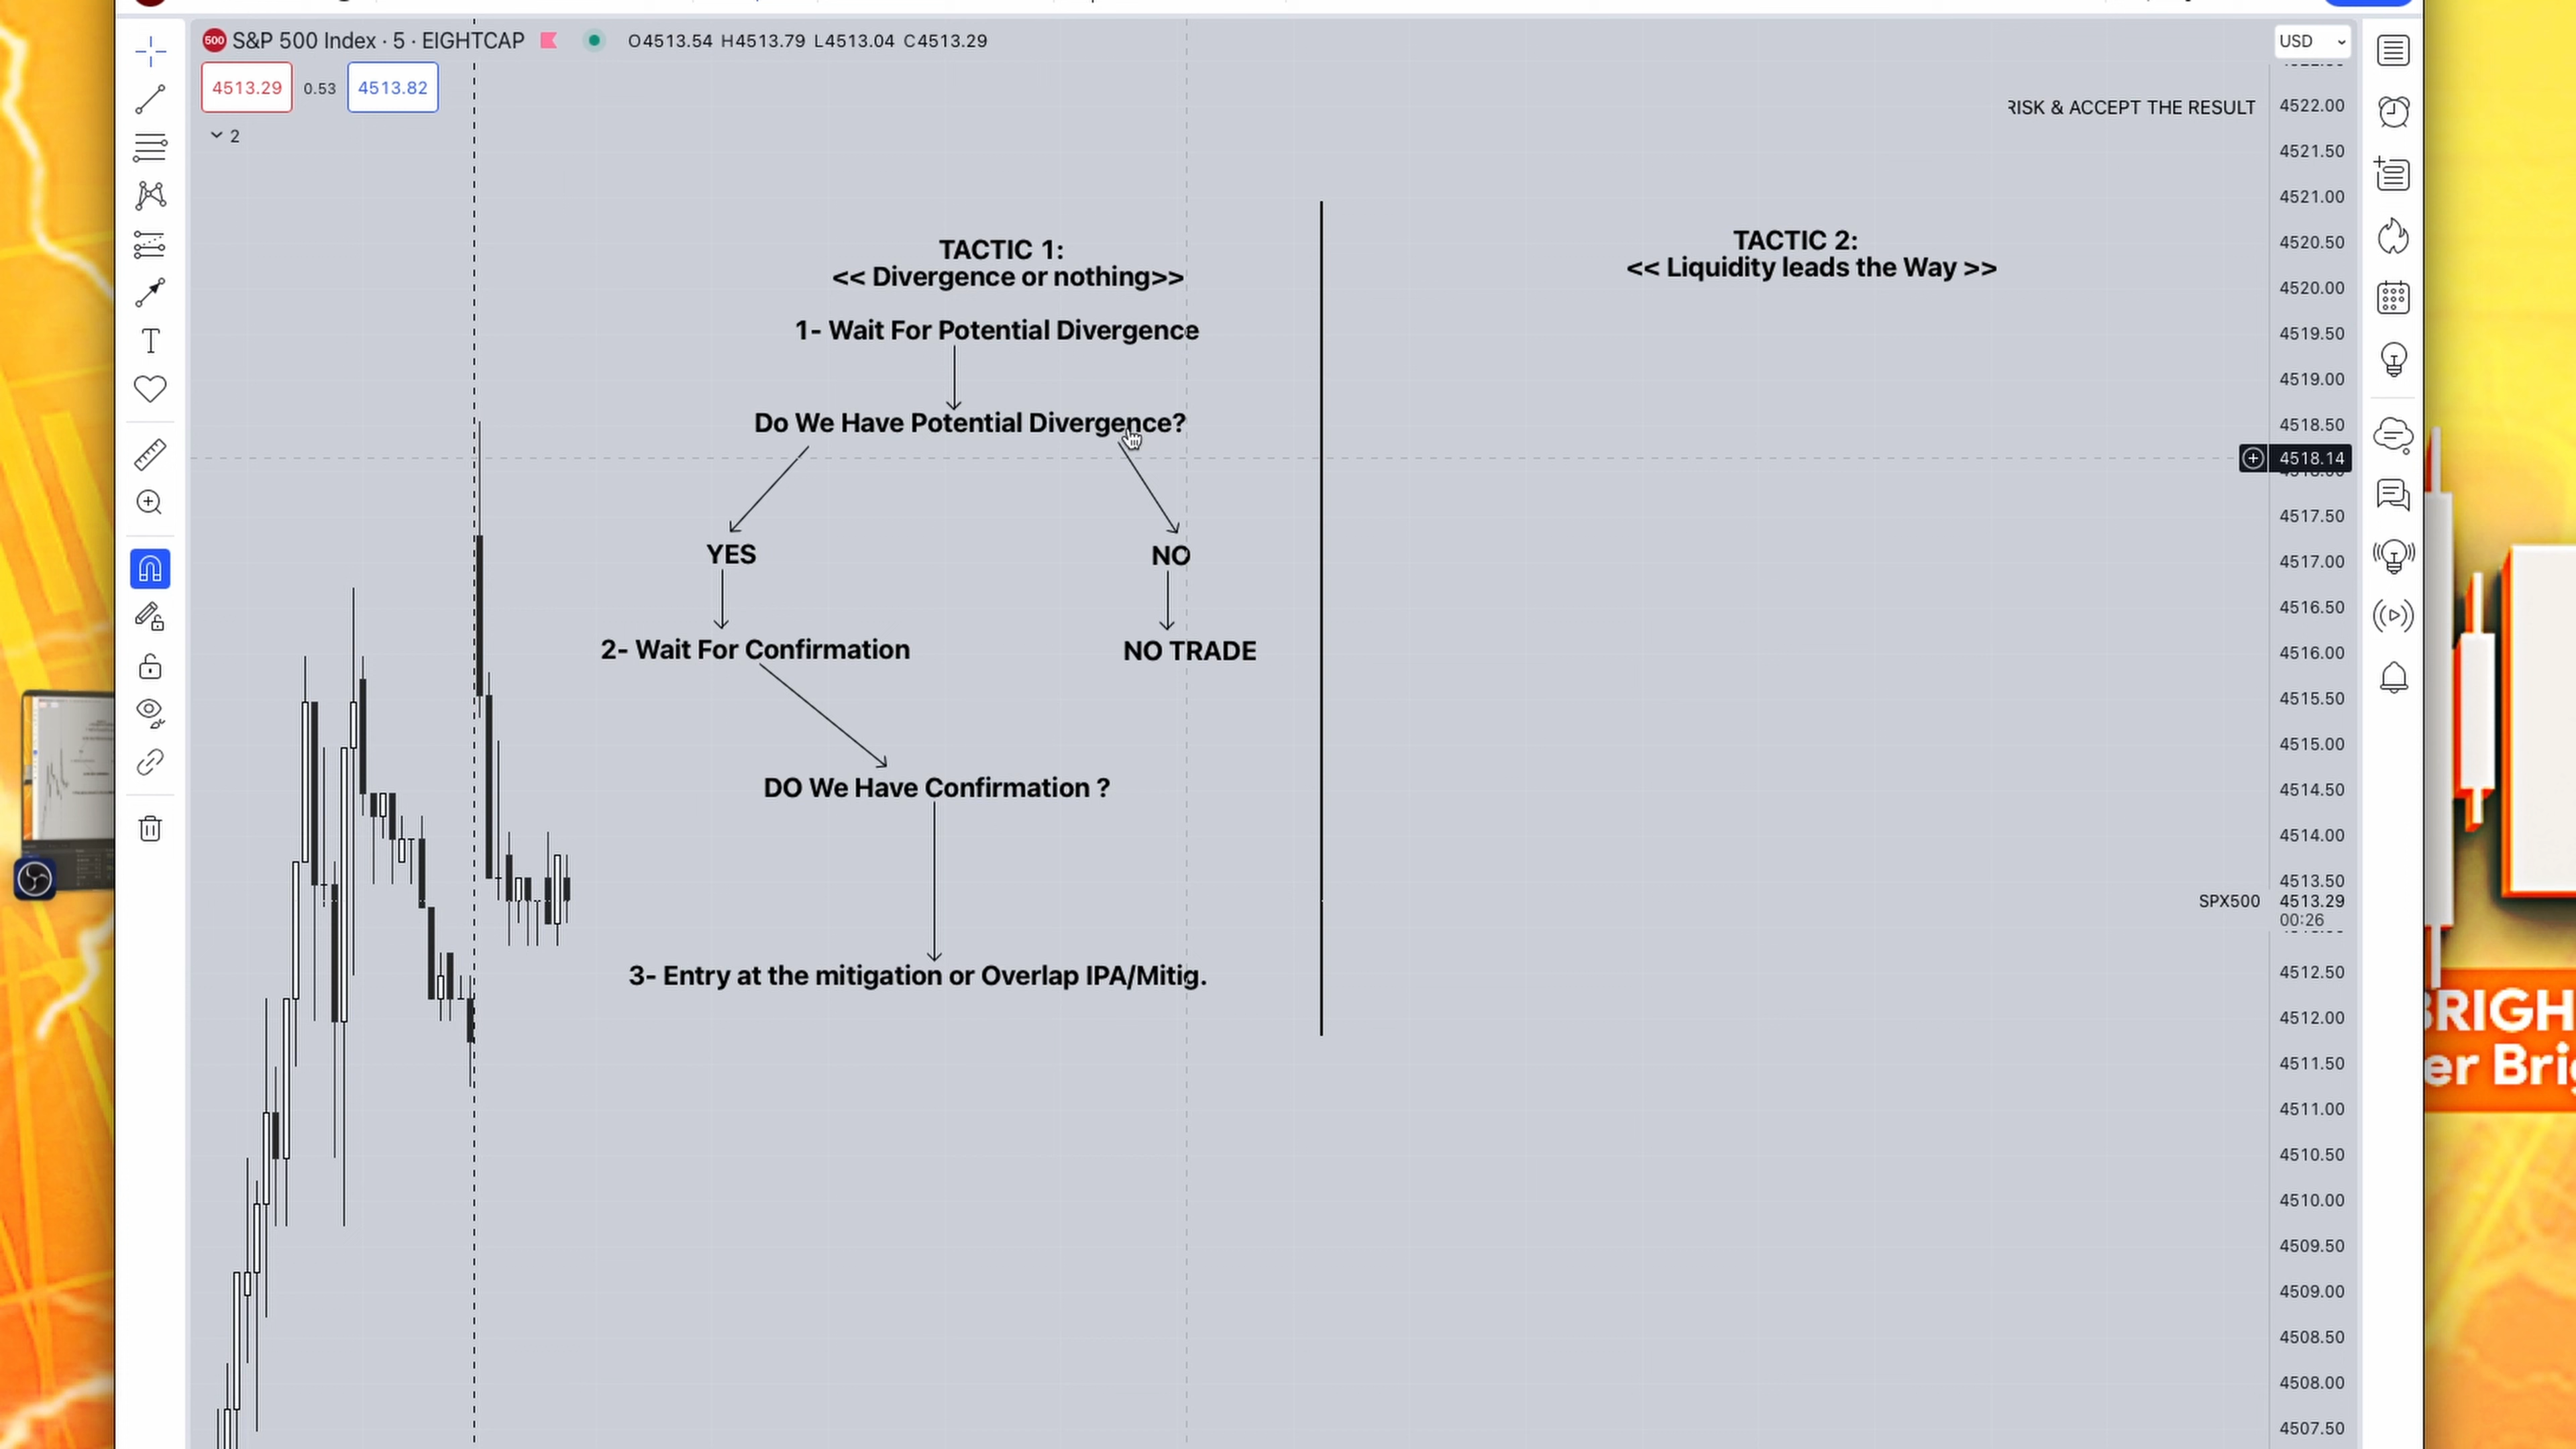 500 S&P 500 Index · 5 · EIGHTCAP O4513.54 H4513.79 L4513.04 C4513.29
USD
4513.29 0.53 4513.82
2
RISK & ACCEPT THE RESULT
TACTIC 1:
<< Divergence or nothing>>
1- Wait For Potential Divergence
Do We Have Potential Divergence?
YES
NO
2- Wait For Confirmation
NO TRADE
DO We Have Confirmation ?
3- Entry at the mitigation or Overlap IPA/Mitig.
TACTIC 2:
<< Liquidity leads the Way >>
4522.00
4521.50
4521.00
4520.50
4520.00
4519.50
4519.00
4518.50
4518.14
4517.50
4517.00
4516.50
4516.00
4515.50
4515.00
4514.50
4514.00
4513.50
SPX500 4513.29
00:26
4512.50
4512.00
4511.50
4511.00
4510.50
4510.00
4509.50
4509.00
4508.50
4508.00
4507.50
BRIGH
er Brig